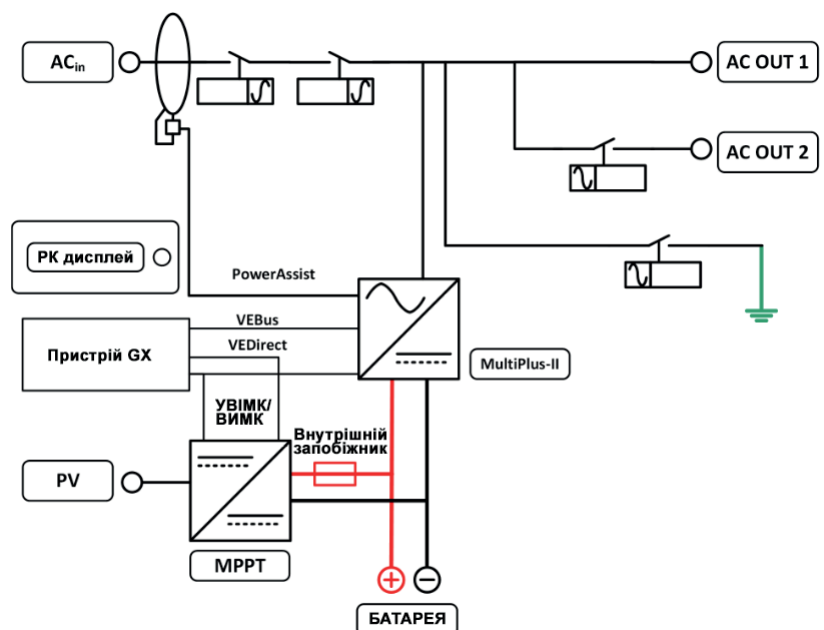 ACin
AC OUT 1
AC OUT 2
РК дисплей
PowerAssist
VEBus
VEDirect
Пристрій GX
MultiPlus-II
УВІМК/
ВИМК
Внутрішній
запобіжник
PV
MPPT
БАТАРЕЯ